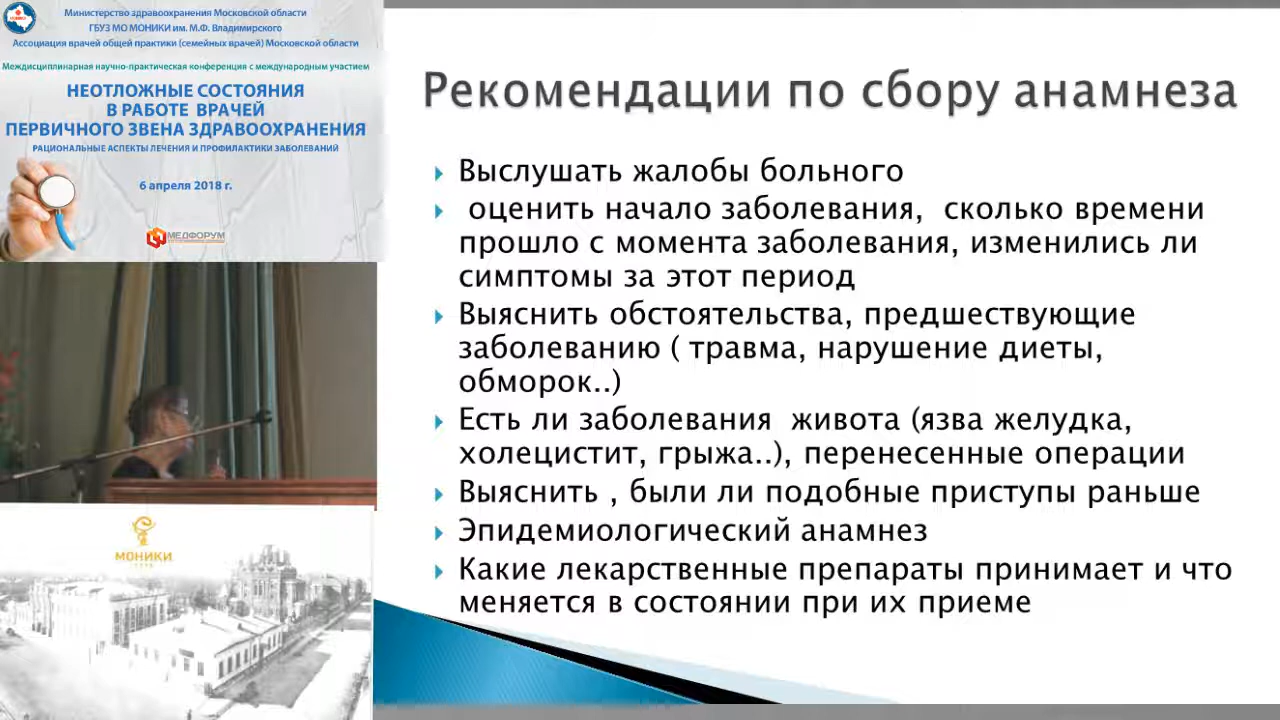 Министерство здравоохранения Московской области
ГБУЗ МО МОНИКИ им. М.Ф. Владимирского
Ассоциация врачей общей практики (семейных врачей) Московской области
Междисциплинарная научно-практическая конференция с международным участием
НЕОТЛОЖНЫЕ СОСТОЯНИЯ
В РАБОТЕ ВРАЧЕЙ
ПЕРВИЧНОГО ЗВЕНА ЗДРАВООХРАНЕНИЯ
РАЦИОНАЛЬНЫЕ АСПЕКТЫ ЛЕЧЕНИЯ И ПРОФИЛАКТИКИ ЗАБОЛЕВАНИЙ
6 апреля 2018 г.
МЕДФОРУМ
МОНИКИ
Рекомендации по сбору анамнеза
Выслушать жалобы больного
оценить начало заболевания, сколько времени
прошло с момента заболевания, изменились ли
симптомы за этот период
Выяснить обстоятельства, предшествующие
заболеванию ( травма, нарушение диеты,
обморок..)
Есть ли заболевания живота (язва желудка,
холецистит, грыжа..), перенесенные операции
Выяснить , были ли подобные приступы раньше
Эпидемиологический анамнез
Какие лекарственные препараты принимает и что
меняется в состоянии при их приеме